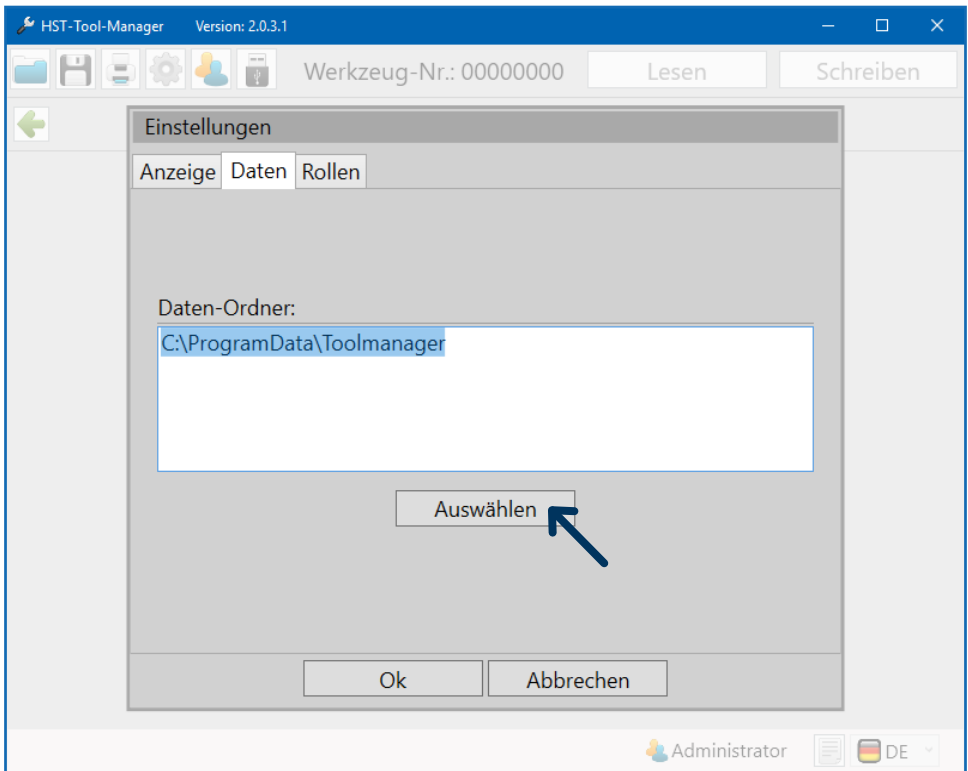 HST-Tool-Manager Version: 2.0.3.1
Werkzeug-Nr.: 00000000 Lesen Schreiben
Einstellungen
Anzeige Daten Rollen
Daten-Ordner:
C:\ProgramData\Toolmanager
Auswählen
Ok Abbrechen
Administrator DE